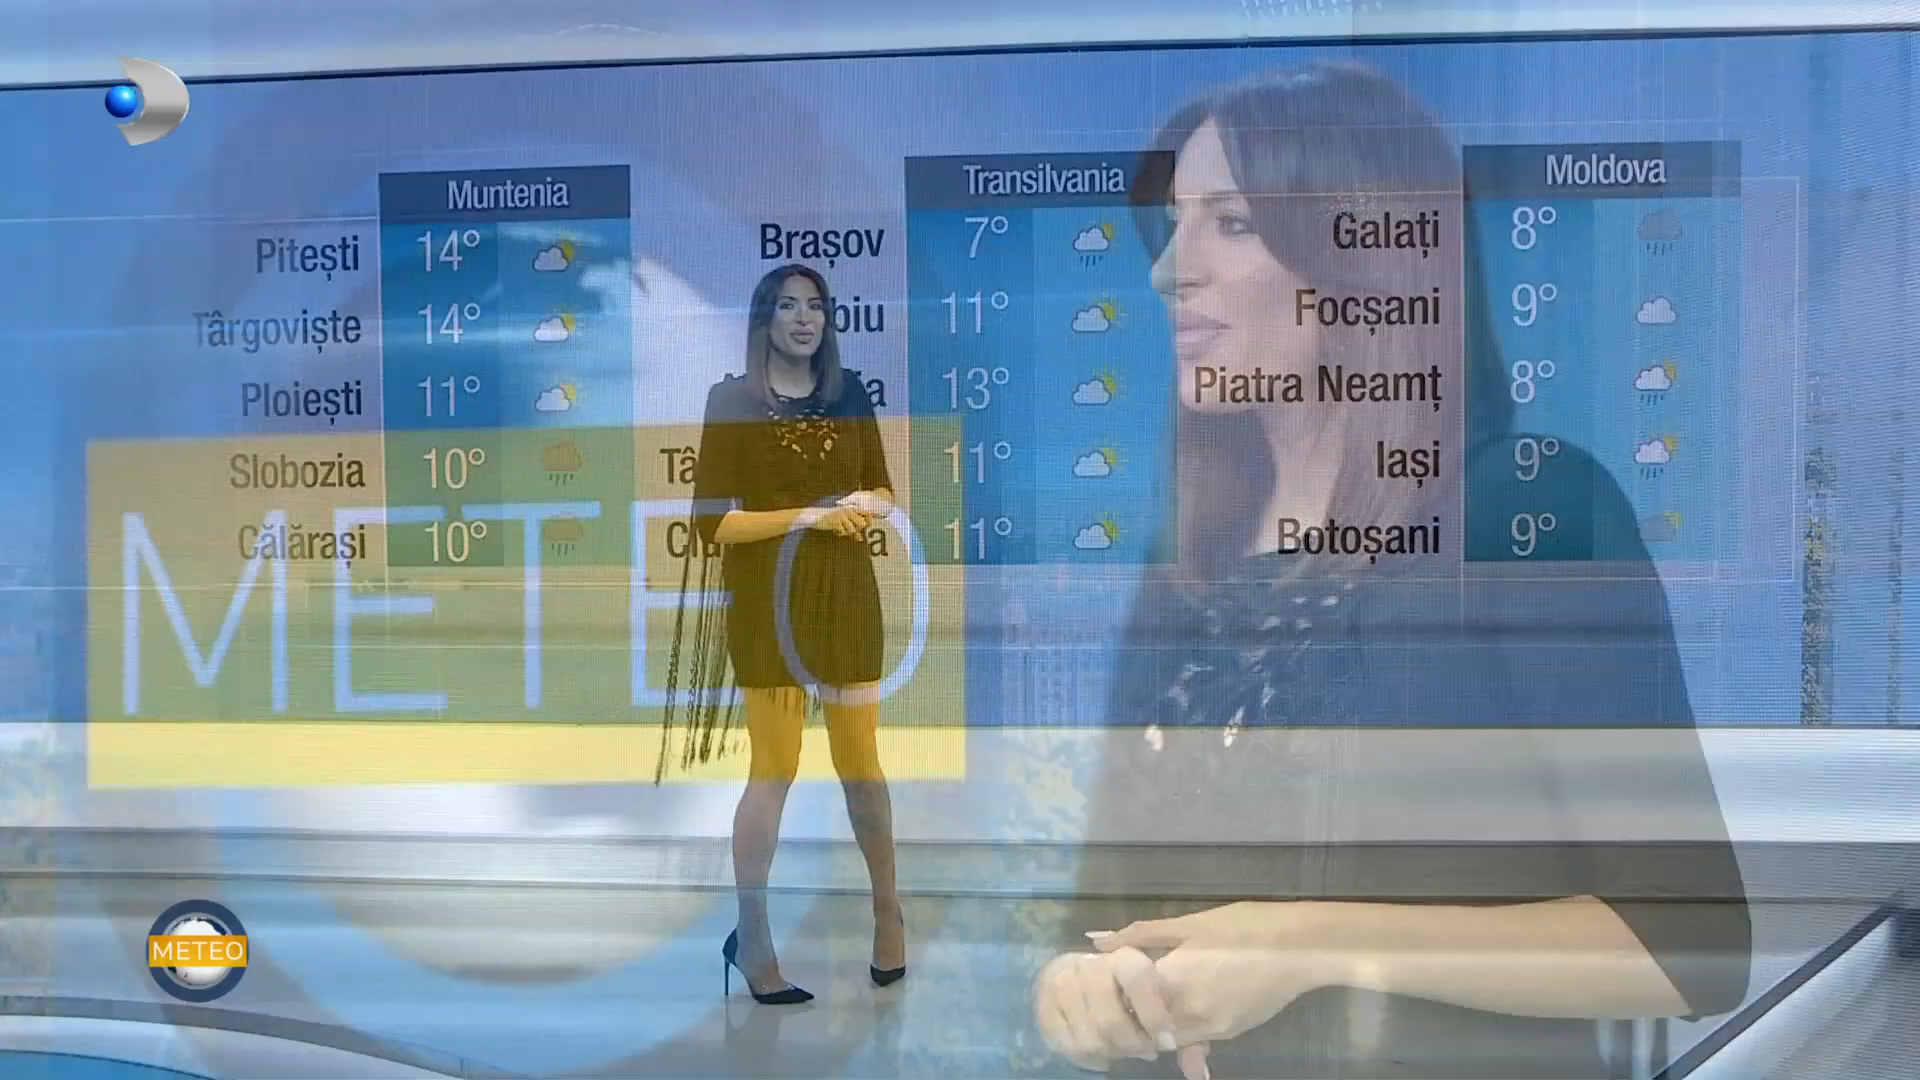 Muntenia
Pitești 14°
Târgoviște 14°
Ploiești 11°
Slobozia 10°
Călărași 10°
Transilvania
Brașov 7°
biu 11°
13°
11°
11°
Moldova
Galați 8°
Focșani 9°
Piatra Neamț 8°
Iași 9°
Botoșani 9°
METEO
METEO